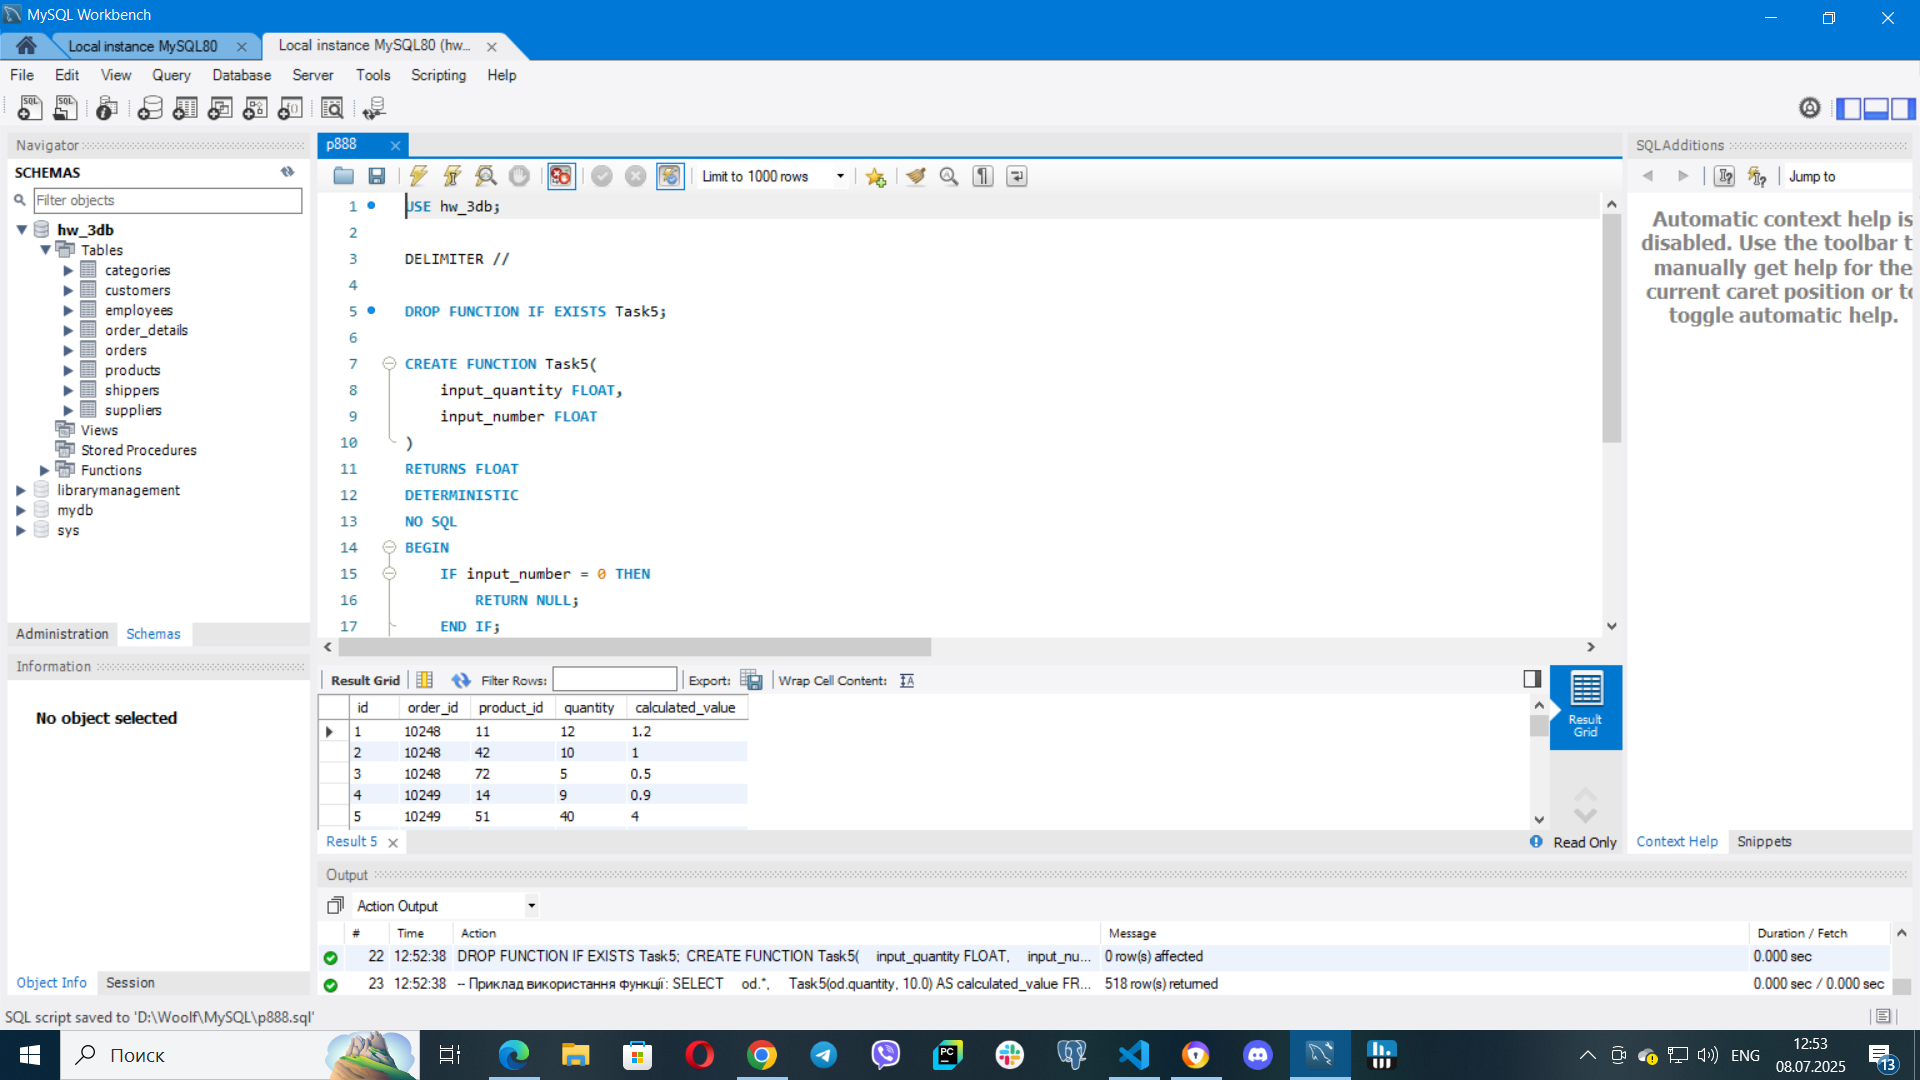 MySQL Workbench
Local instance MySQL80
Local instance MySQL80 (hw_...
File Edit View Query Database Server Tools Scripting Help
Navigator
SCHEMAS
Filter objects
hw_3db
Tables
categories
customers
employees
order_details
orders
products
shippers
suppliers
Views
Stored Procedures
Functions
librarymanagement
mydb
sys
Administration Schemas
Information
No object selected
Object Info Session
p888
Limit to 1000 rows
1 USE hw_3db;
2
3 DELIMITER //
4
5 DROP FUNCTION IF EXISTS Task5;
6
7 CREATE FUNCTION Task5(
8 input_quantity FLOAT,
9 input_number FLOAT
10 )
11 RETURNS FLOAT
12 DETERMINISTIC
13 NO SQL
14 BEGIN
15 IF input_number = 0 THEN
16 RETURN NULL;
17 END IF;
Result Grid Filter Rows: Export: Wrap Cell Content:
id order_id product_id quantity calculated_value
1 10248 11 12 1.2
2 10248 42 10 1
3 10248 72 5 0.5
4 10249 14 9 0.9
5 10249 51 40 4
Result
Grid
Result 5
Read Only
SQLAdditions
Jump to
Automatic context help is
disabled. Use the toolbar t
manually get help for the
current caret position or to
toggle automatic help.
Context Help Snippets
Output
Action Output
# Time Action Message Duration / Fetch
22 12:52:38 DROP FUNCTION IF EXISTS Task5; CREATE FUNCTION Task5( input_quantity FLOAT, input_nu... 0 row(s) affected 0.000 sec
23 12:52:38 -- Приклад використання функції: SELECT od.*, Task5(od.quantity, 10.0) AS calculated_value FR... 518 row(s) returned 0.000 sec / 0.000 sec
SQL script saved to 'D:\Woolf\MySQL\p888.sql'
Поиск
ENG
12:53
08.07.2025
13